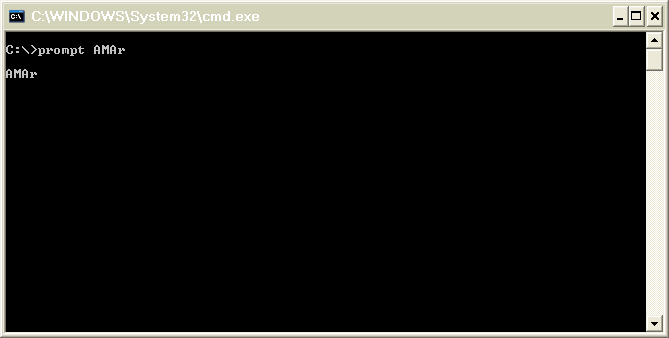 C:\WINDOWS\System32\cmd.exe
C:\>prompt AMAr
AMAr